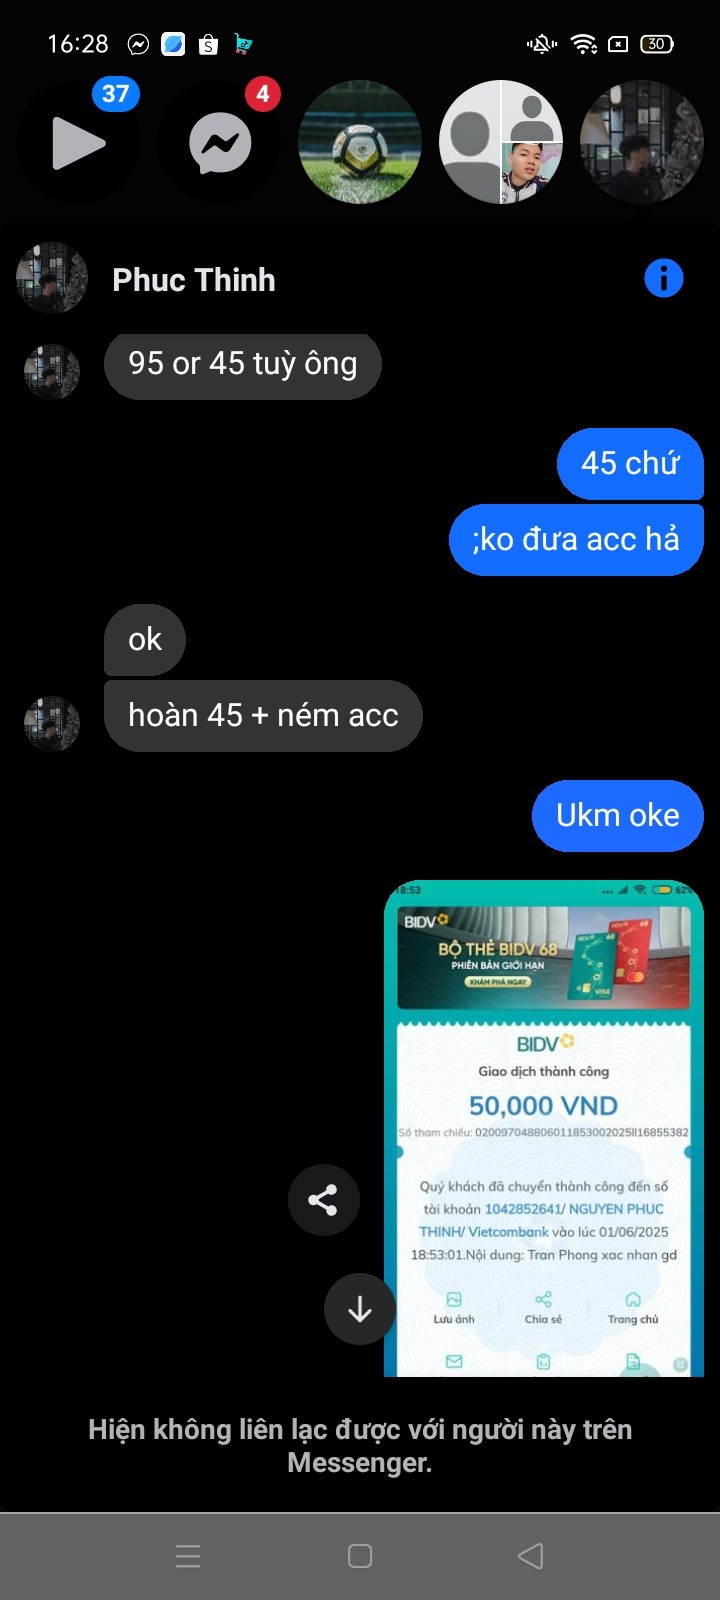 16:28
30
37
4
Phuc Thinh
95 or 45 tuỳ ông
45 chứ
;ko đưa acc hả
ok
hoàn 45 + ném acc
Ukm oke
18:53
62%
BIDV
BỘ THẺ BIDV 68
PHIÊN BẢN GIỚI HẠN
KHÁM PHÁ NGAY
BIDV
Giao dịch thành công
50,000 VND
Số tham chiếu: 020097048806011853002025ll16855382
Quý khách đã chuyển thành công đến số
tài khoản 1042852641/ NGUYEN PHUC
THINH/ Vietcombank vào lúc 01/06/2025
18:53:01.Nội dung: Tran Phong xac nhan gd
Lưu ảnh
Chia sẻ
Trang chủ
Hiện không liên lạc được với người này trên
Messenger.